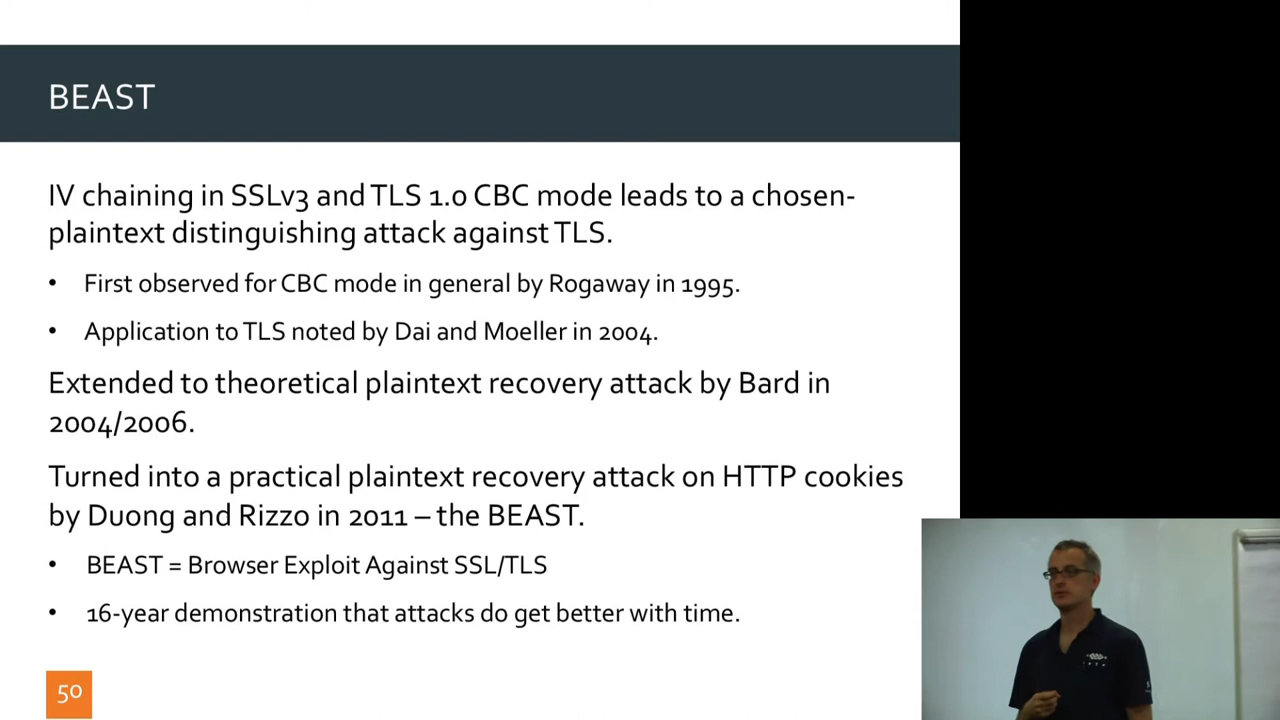 BEAST
IV chaining in SSLv3 and TLS 1.0 CBC mode leads to a chosen-
plaintext distinguishing attack against TLS.
• First observed for CBC mode in general by Rogaway in 1995.
• Application to TLS noted by Dai and Moeller in 2004.
Extended to theoretical plaintext recovery attack by Bard in
2004/2006.
Turned into a practical plaintext recovery attack on HTTP cookies
by Duong and Rizzo in 2011 – the BEAST.
• BEAST = Browser Exploit Against SSL/TLS
• 16-year demonstration that attacks do get better with time.
50